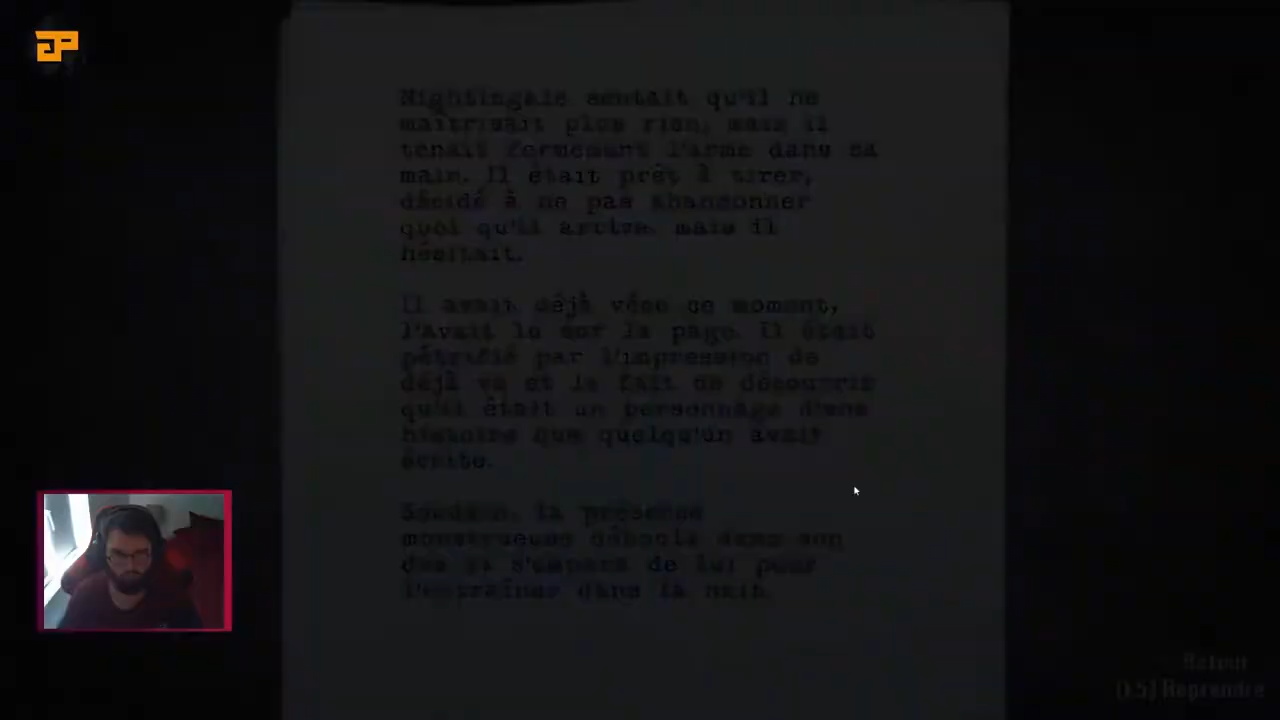 JP
Nightingale sentait qu'il ne
maîtrisait plus rien, mais il
tenait fermement l'arme dans sa
main. Il était prêt à tirer,
décidé à ne pas abandonner
quoi qu'il arrive, mais il
hésitait.
Il avait déjà vécu ce moment,
l'avait lu sur la page. Il était
pétrifié par l'impression de
déjà vu et le fait de découvrir
qu'il était un personnage d'une
histoire que quelqu'un avait
écrite.
Soudain, la présence
monstrueuse déboula dans son
dos et s'empara de lui pour
l'entraîner dans la nuit.
Retour
Reprendre